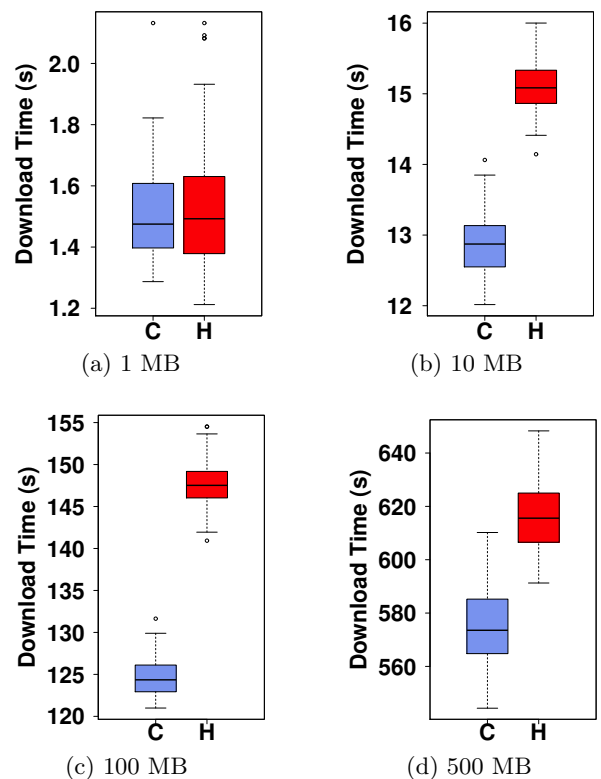 Download Time (s)
2.0
1.8
1.6
1.4
1.2
C H
(a) 1 MB
Download Time (s)
16
15
14
13
12
C H
(b) 10 MB
Download Time (s)
155
150
145
140
135
130
125
120
C H
(c) 100 MB
Download Time (s)
640
620
600
580
560
C H
(d) 500 MB